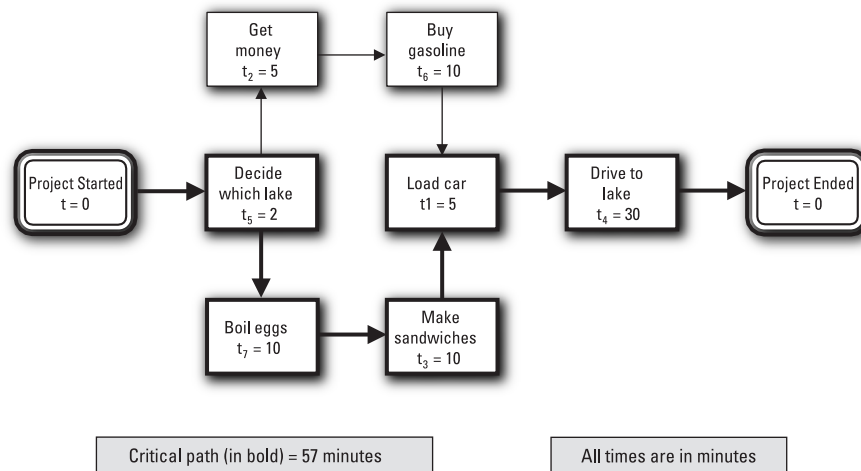 Get
money
t₂ = 5
Buy
gasoline
t₆ = 10
Project Started
t = 0
Decide
which lake
t₅ = 2
Load car
t1 = 5
Drive to
lake
t₄ = 30
Project Ended
t = 0
Boil eggs
t₇ = 10
Make
sandwiches
t₃ = 10
Critical path (in bold) = 57 minutes
All times are in minutes